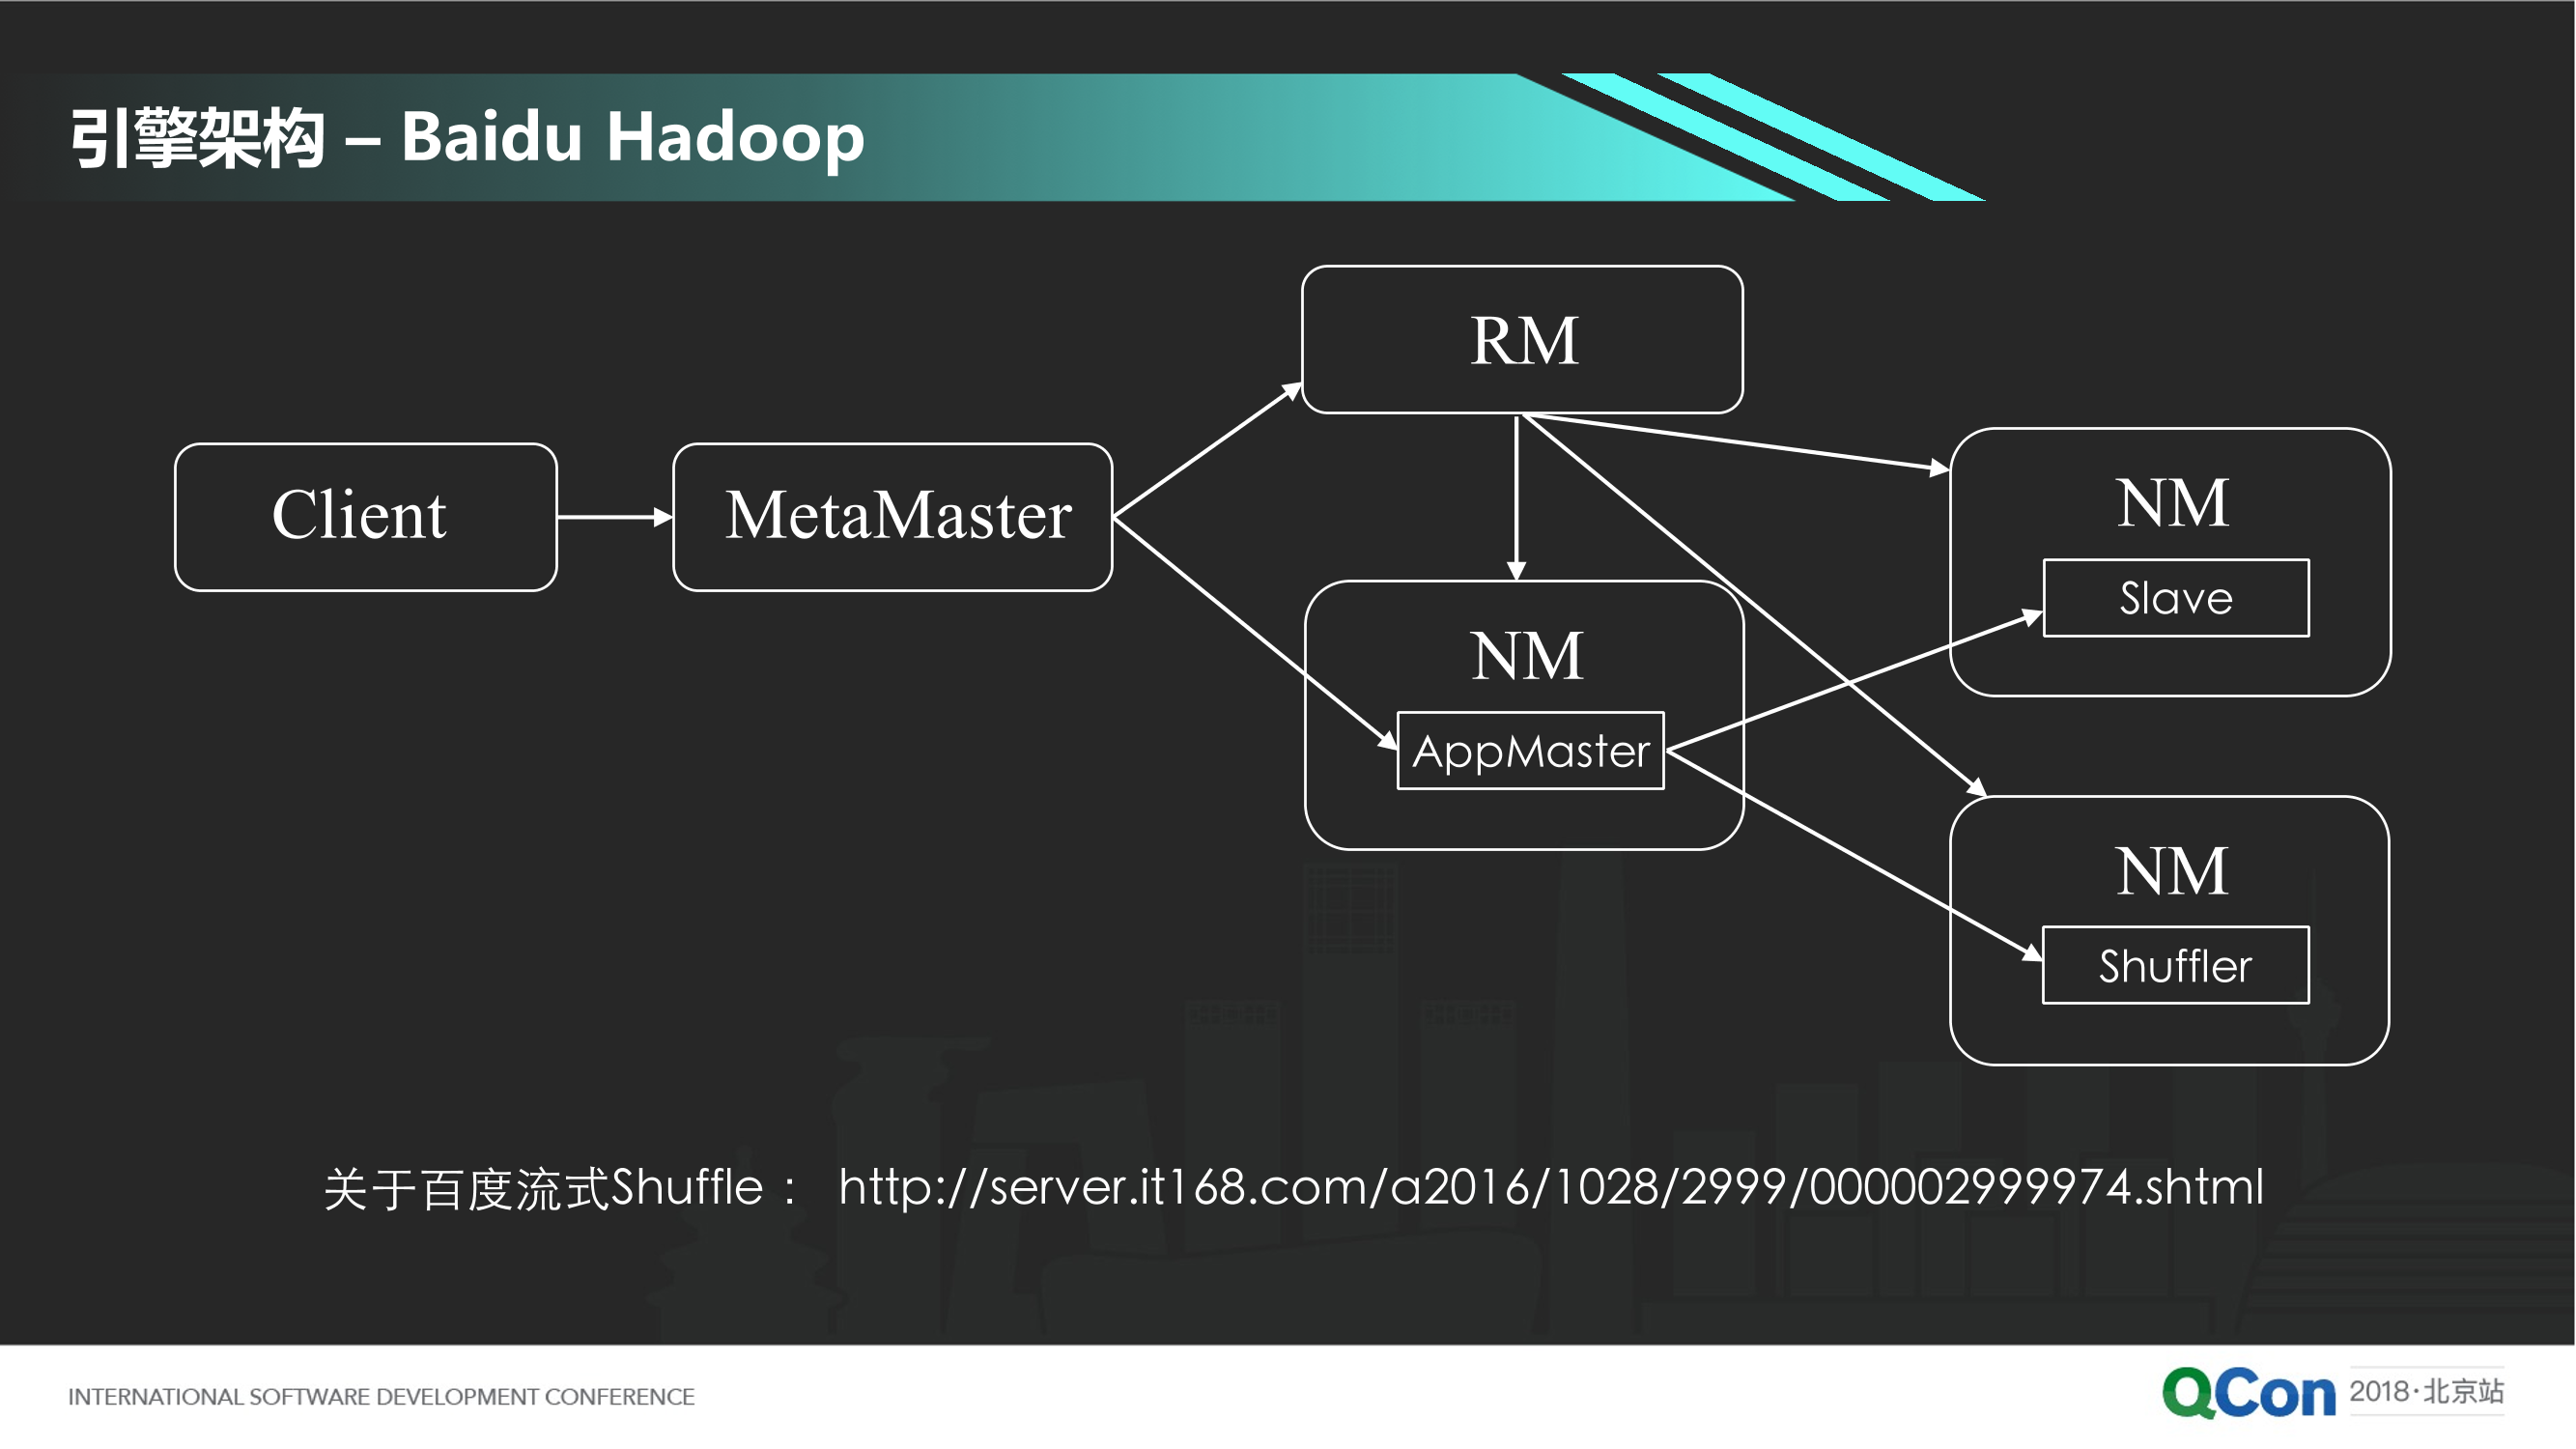 引擎架构 – Baidu Hadoop
RM
Client
MetaMaster
NM
Slave
NM
AppMaster
NM
Shuffler
关于百度流式Shuffle： http://server.it168.com/a2016/1028/2999/000002999974.shtml
INTERNATIONAL SOFTWARE DEVELOPMENT CONFERENCE
QCon 2018·北京站